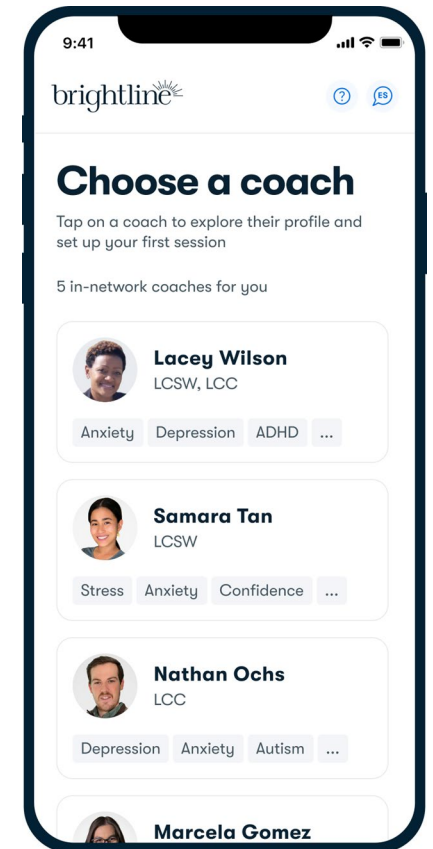 9:41
brightline
ES
Choose a coach
Tap on a coach to explore their profile and
set up your first session
5 in-network coaches for you
Lacey Wilson
LCSW, LCC
Anxiety Depression ADHD ...
Samara Tan
LCSW
Stress Anxiety Confidence ...
Nathan Ochs
LCC
Depression Anxiety Autism ...
Marcela Gomez